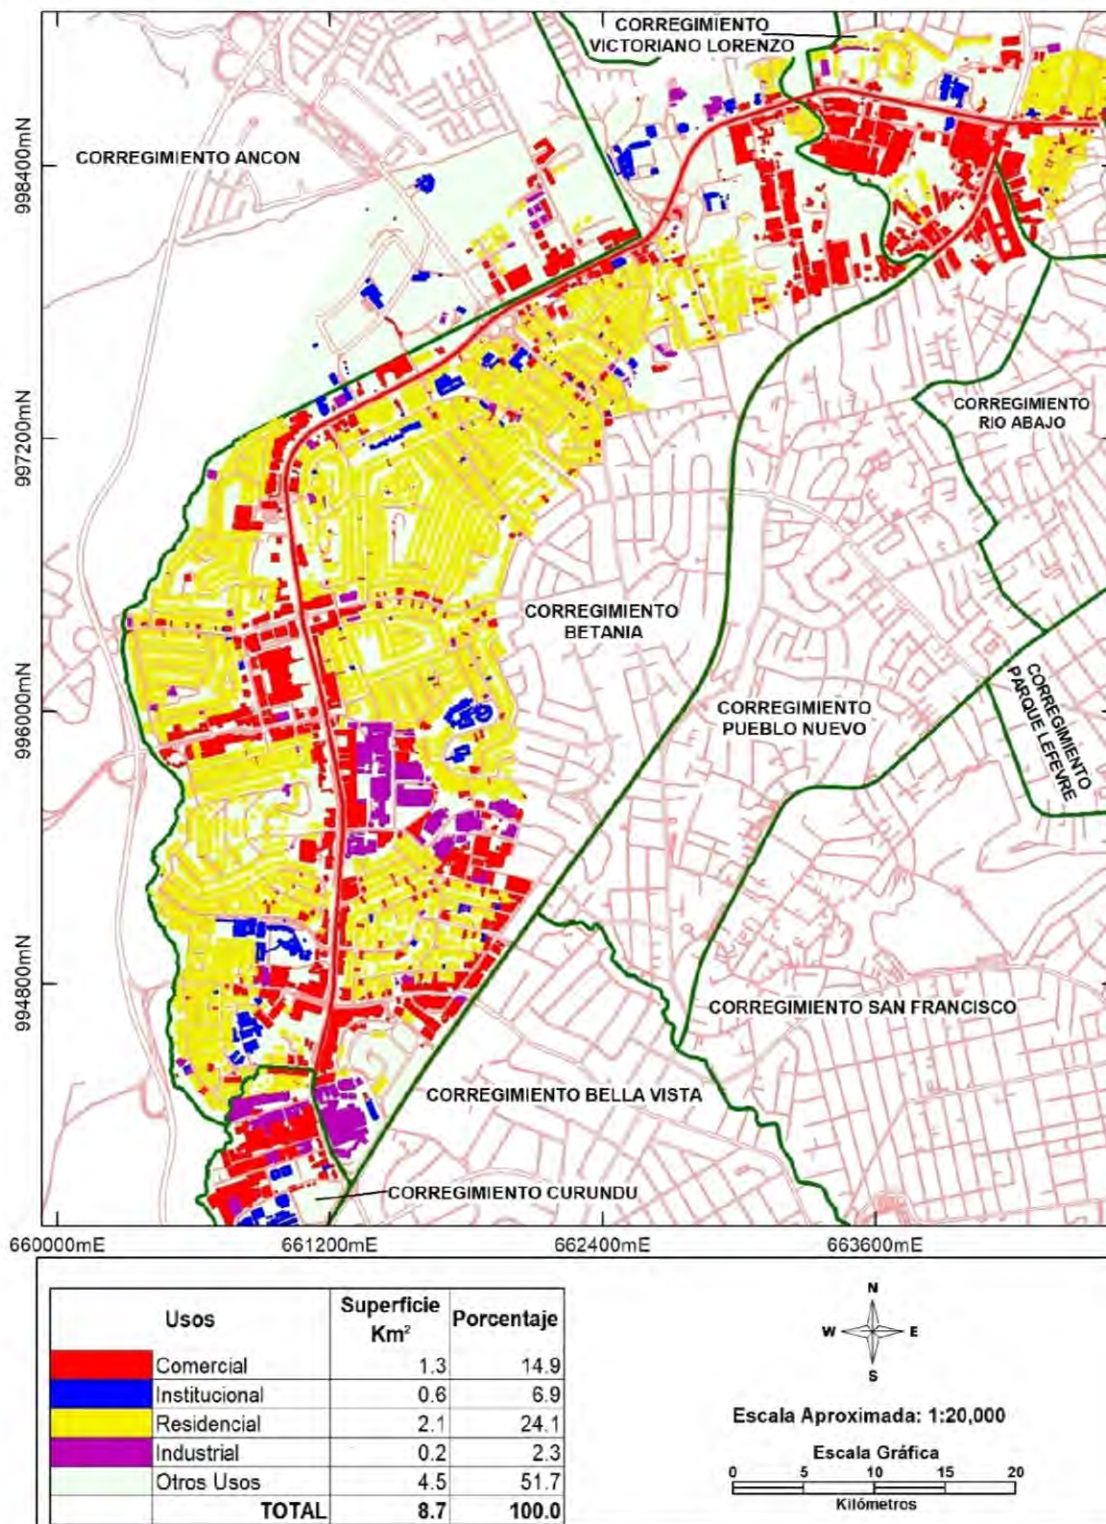 CORREGIMIENTO
VICTORIANO LORENZO
CORREGIMIENTO ANCON
998400mN
CORREGIMIENTO
RIO ABAJO
997200mN
CORREGIMIENTO
BETANIA
CORREGIMIENTO
PARQUE LEFEVRE
CORREGIMIENTO
PUEBLO NUEVO
996000mN
994800mN
CORREGIMIENTO SAN FRANCISCO
CORREGIMIENTO BELLA VISTA
CORREGIMIENTO CURUNDU
660000mE 661200mE 662400mE 663600mE
Usos Superficie Km² Porcentaje
Comercial 1.3 14.9
Institucional 0.6 6.9
Residencial 2.1 24.1
Industrial 0.2 2.3
Otros Usos 4.5 51.7
TOTAL 8.7 100.0
N
W E
S
Escala Aproximada: 1:20,000
Escala Gráfica
0 5 10 15 20
Kilómetros